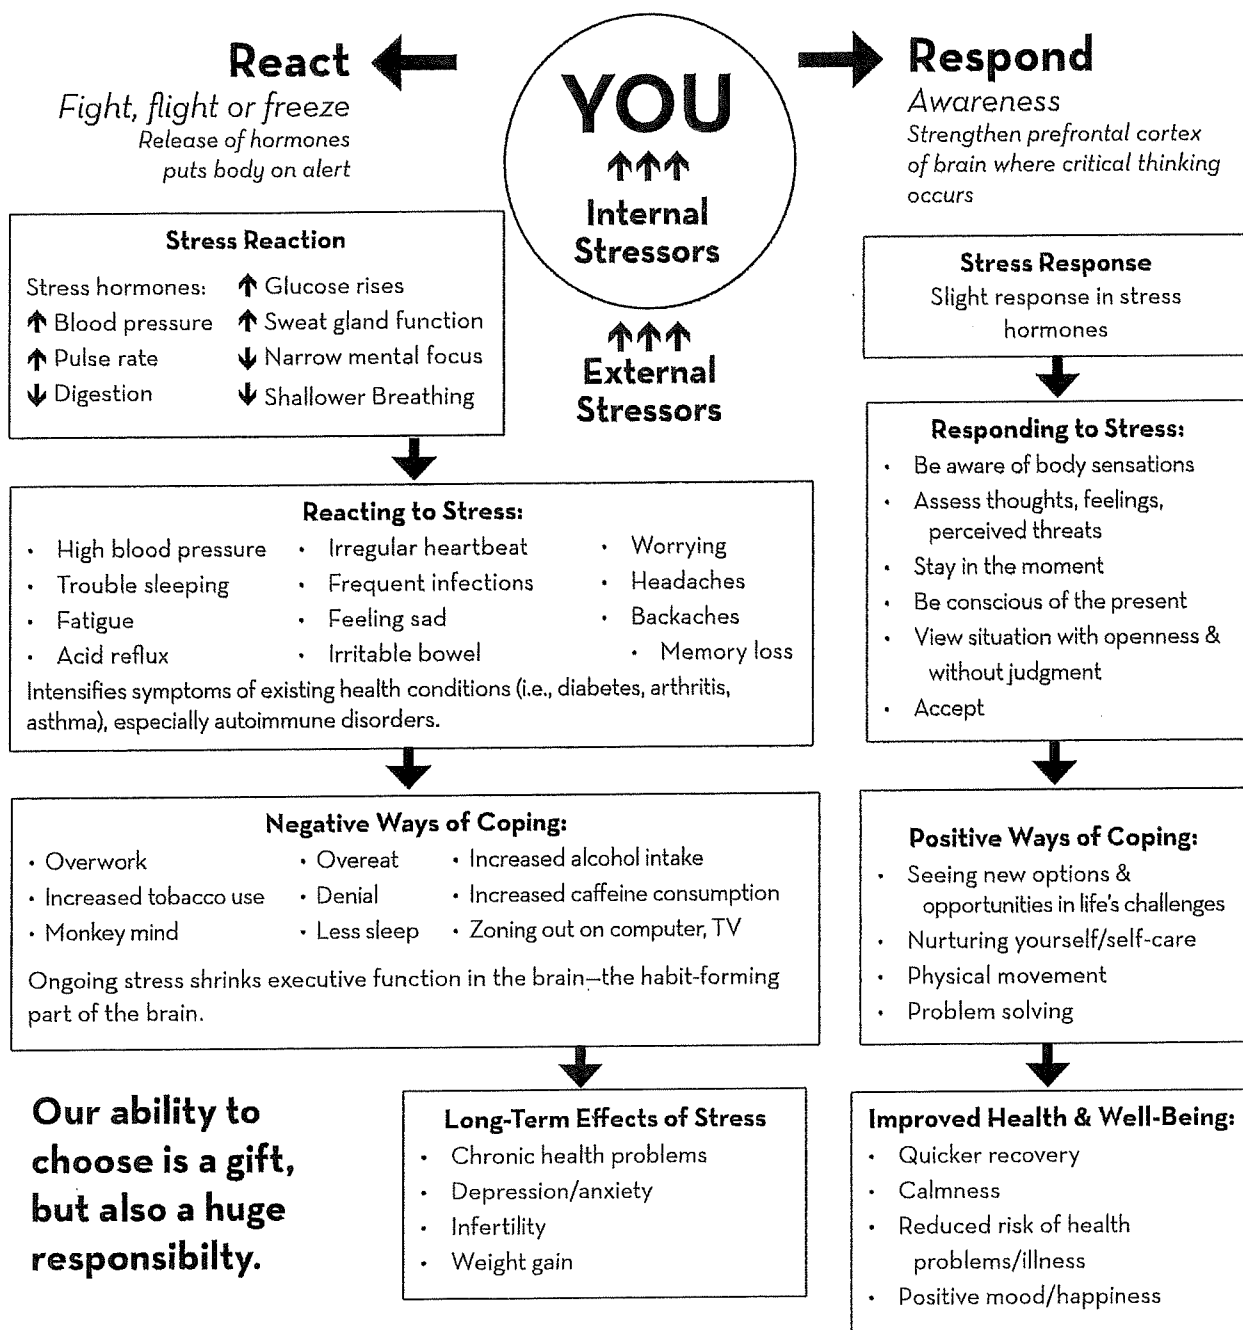 React
Fight, flight or freeze
Release of hormones
puts body on alert
YOU
Internal
Stressors
External
Stressors
Respond
Awareness
Strengthen prefrontal cortex
of brain where critical thinking
occurs
Stress Reaction
Stress hormones:
↑ Blood pressure
↑ Pulse rate
↓ Digestion
↑ Glucose rises
↑ Sweat gland function
↓ Narrow mental focus
↓ Shallower Breathing
Reacting to Stress:
• High blood pressure
• Trouble sleeping
• Fatigue
• Acid reflux
• Irregular heartbeat
• Frequent infections
• Feeling sad
• Irritable bowel
• Worrying
• Headaches
• Backaches
• Memory loss
Intensifies symptoms of existing health conditions (i.e., diabetes, arthritis,
asthma), especially autoimmune disorders.
Negative Ways of Coping:
• Overwork
• Increased tobacco use
• Monkey mind
• Overeat
• Denial
• Less sleep
• Increased alcohol intake
• Increased caffeine consumption
• Zoning out on computer, TV
Ongoing stress shrinks executive function in the brain—the habit-forming
part of the brain.
Long-Term Effects of Stress
• Chronic health problems
• Depression/anxiety
• Infertility
• Weight gain
Our ability to
choose is a gift,
but also a huge
responsibilty.
Stress Response
Slight response in stress
hormones
Responding to Stress:
• Be aware of body sensations
• Assess thoughts, feelings,
perceived threats
• Stay in the moment
• Be conscious of the present
• View situation with openness &
without judgment
• Accept
Positive Ways of Coping:
• Seeing new options &
opportunities in life's challenges
• Nurturing yourself/self-care
• Physical movement
• Problem solving
Improved Health & Well-Being:
• Quicker recovery
• Calmness
• Reduced risk of health
problems/illness
• Positive mood/happiness